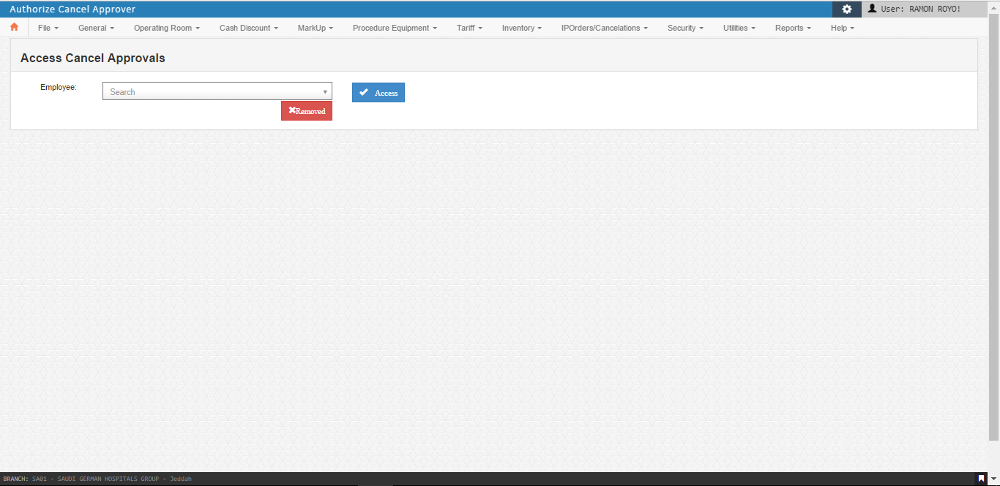 Authorize Cancel Approver
User: RAMON ROYO!
File General Operating Room Cash Discount MarkUp Procedure Equipment Tariff Inventory IPOrders/Cancelations Security Utilities Reports Help
Access Cancel Approvals
Employee: Search Access
Removed
BRANCH: SA01 - SAUDI GERMAN HOSPITALS GROUP - Jeddah